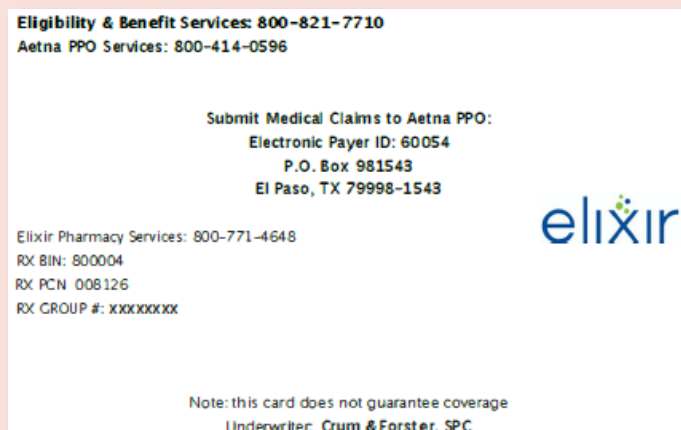 Eligibility & Benefit Services: 800-821-7710
Aetna PPO Services: 800-414-0596
Submit Medical Claims to Aetna PPO:
Electronic Payer ID: 60054
P.O. Box 981543
El Paso, TX 79998-1543
elixir
Elixir Pharmacy Services: 800-771-4648
RX BIN: 800004
RX PCN 008126
RX GROUP #: xxxxxxxx
Note: this card does not guarantee coverage
Underwriter: Crum & Forster, SPC